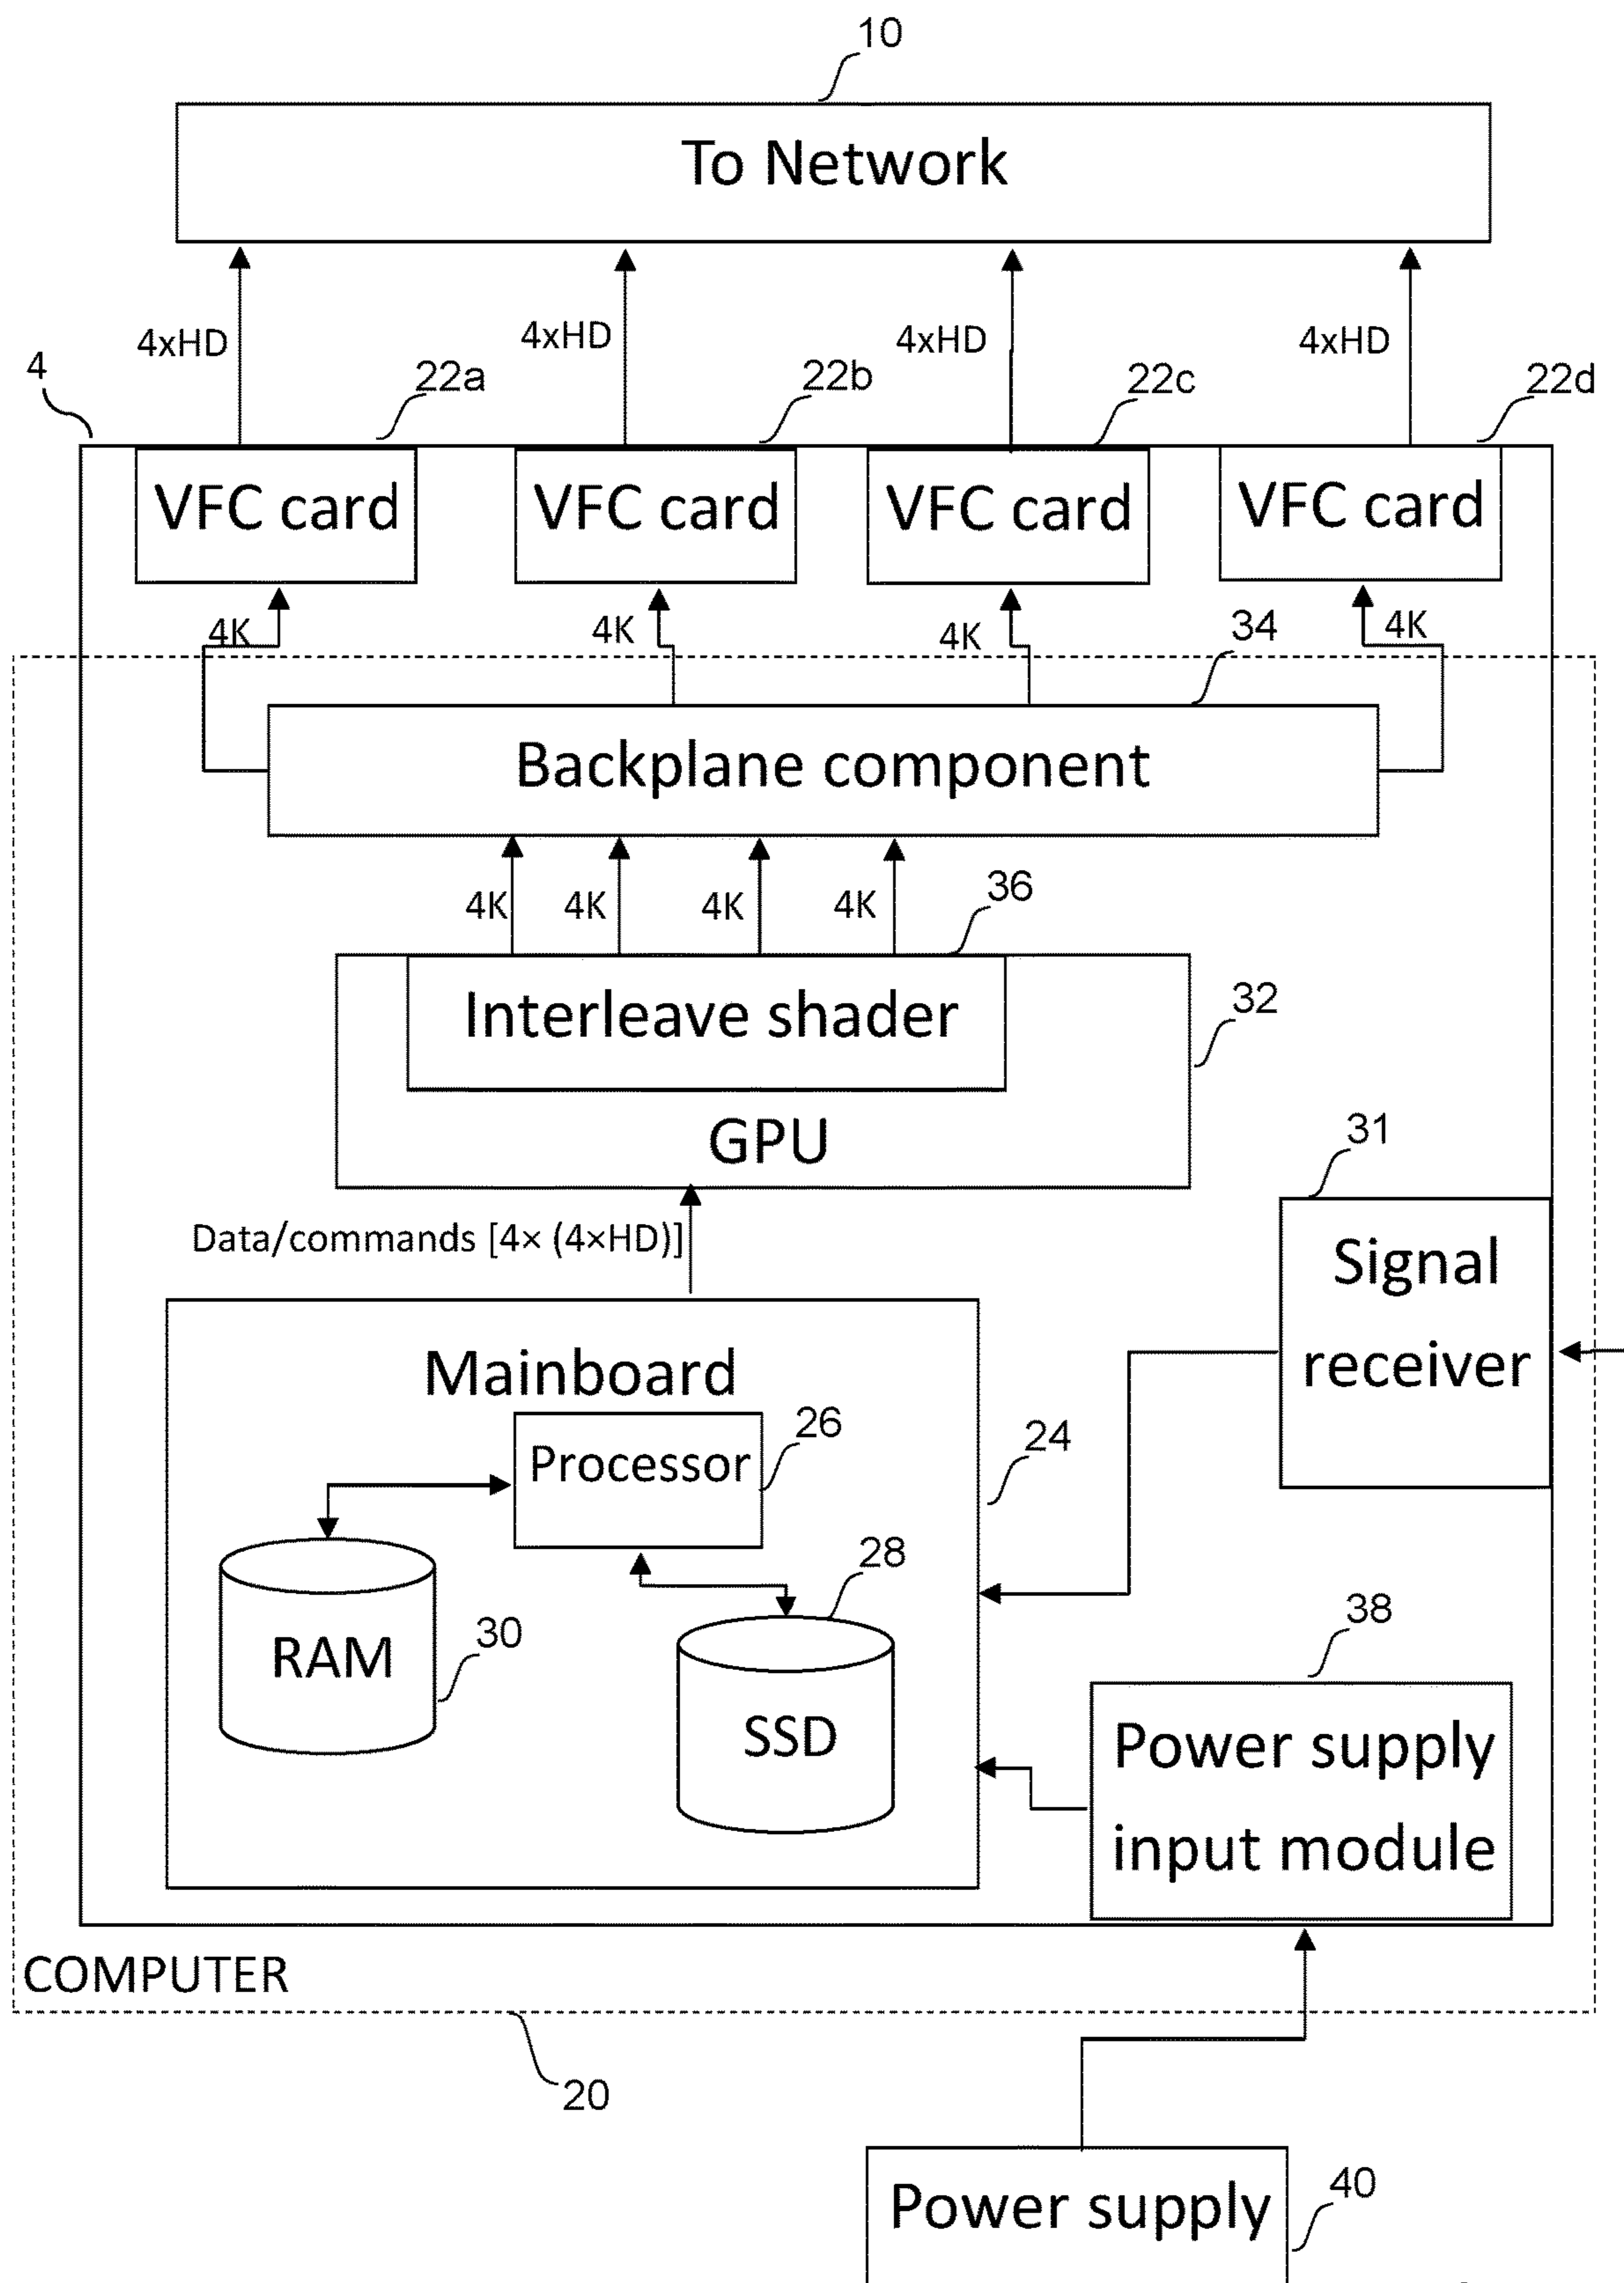 10
To Network
4xHD
4xHD
4xHD
4xHD
4
22a
22b
22c
22d
VFC card
VFC card
VFC card
VFC card
4K
4K
4K
4K
34
Backplane component
4K
4K
4K
4K
36
Interleave shader
32
GPU
31
Data/commands [4× (4×HD)]
Signal
receiver
Mainboard
26
24
Processor
28
30
38
RAM
SSD
Power supply
input module
COMPUTER
20
40
Power supply